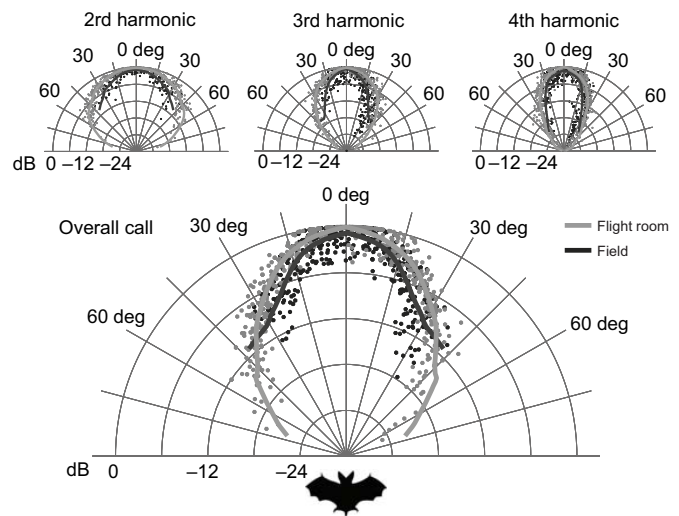 2rd harmonic
3rd harmonic
4th harmonic
0 deg
0 deg
0 deg
30
30
30
30
30
30
60
60
60
60
60
60
dB 0 –12 –24
0 –12 –24
0 –12 –24
0 deg
Overall call
30 deg
30 deg
Flight room
Field
60 deg
60 deg
dB 0 –12 –24